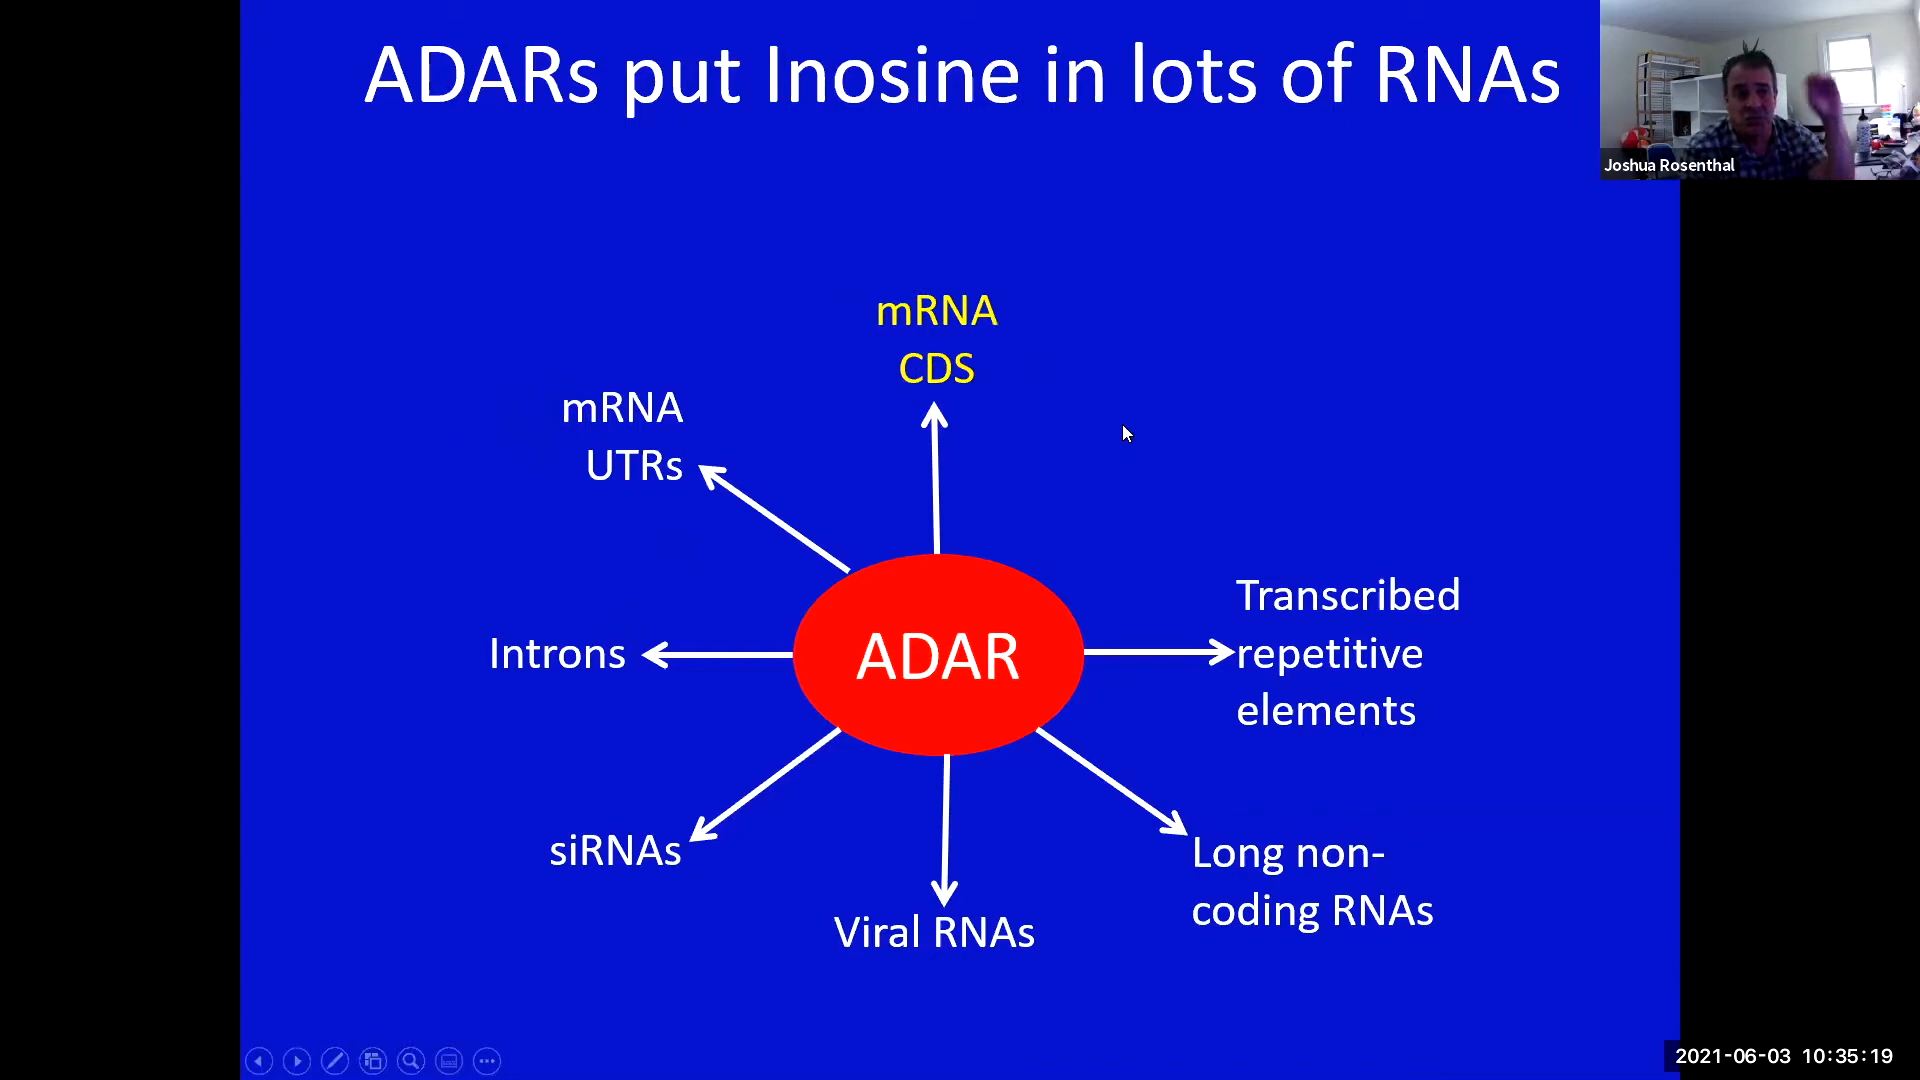 ADARs put Inosine in lots of RNAs
Joshua Rosenthal
mRNA
CDS
mRNA
UTRs
Transcribed
repetitive
elements
Introns
ADAR
siRNAs
Long non-
coding RNAs
Viral RNAs
2021-06-03 10:35:19